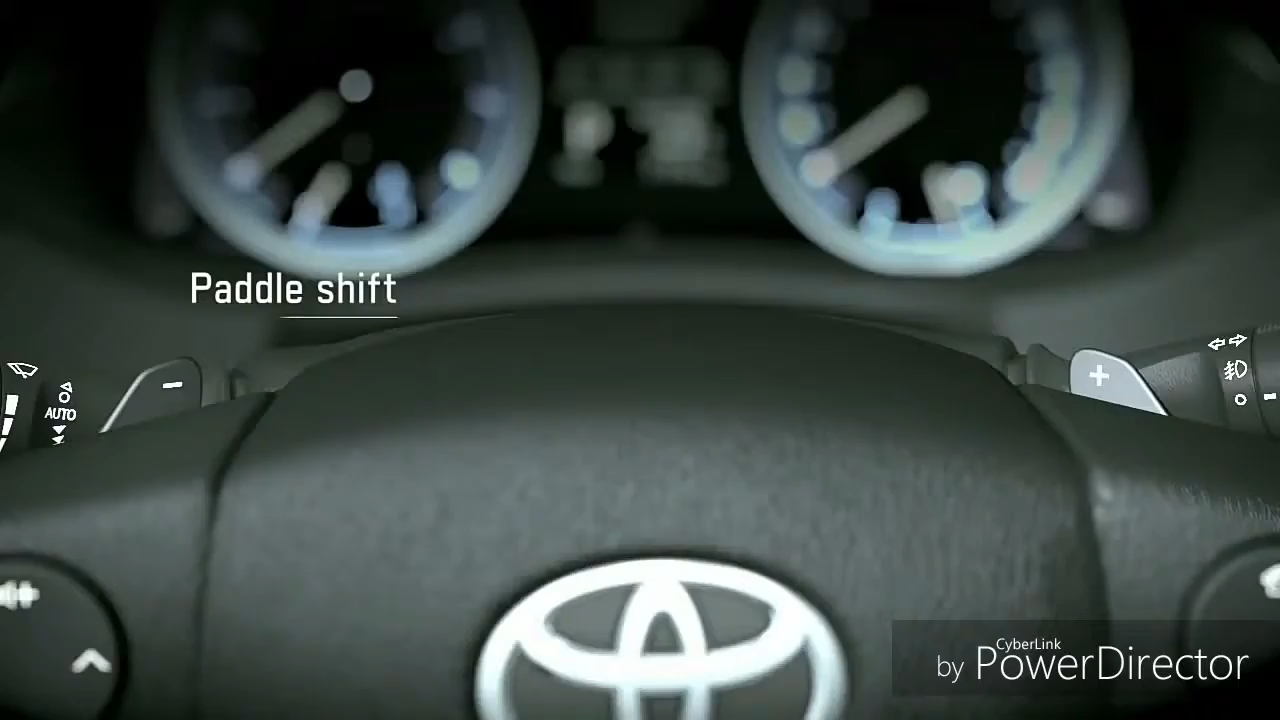 Paddle shift
−
+
AUTO
CyberLink
by PowerDirector